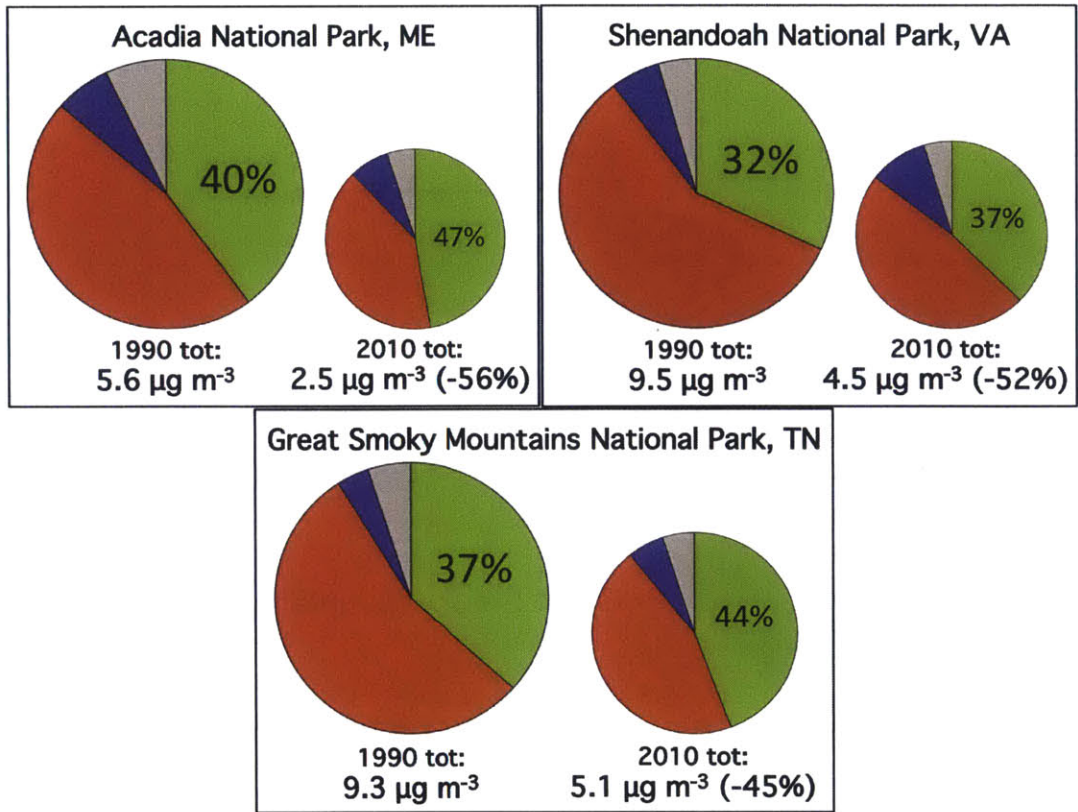 Acadia National Park, ME
40%
47%
1990 tot:
5.6 µg m⁻³
2010 tot:
2.5 µg m⁻³ (-56%)
Shenandoah National Park, VA
32%
37%
1990 tot:
9.5 µg m⁻³
2010 tot:
4.5 µg m⁻³ (-52%)
Great Smoky Mountains National Park, TN
37%
44%
1990 tot:
9.3 µg m⁻³
2010 tot:
5.1 µg m⁻³ (-45%)